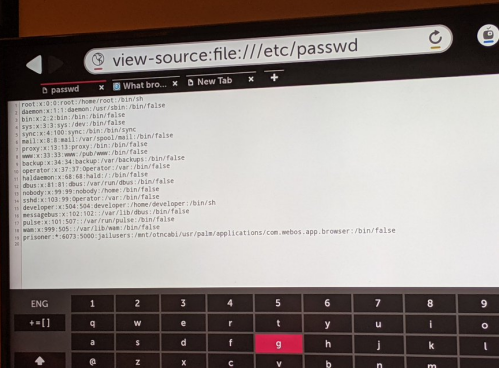 view-source:file:///etc/passwd
passwd × What bro... × New Tab × +
1 root:x:0:0:root:/home/root:/bin/sh
2 daemon:x:1:1:daemon:/usr/sbin:/bin/false
3 bin:x:2:2:bin:/bin:/bin/false
4 sys:x:3:3:sys:/dev:/bin/false
5 sync:x:4:100:sync:/bin:/bin/sync
6 mail:x:8:8:mail:/var/spool/mail:/bin/false
7 proxy:x:13:13:proxy:/bin:/bin/false
8 www:x:33:33:www:/pub/www:/bin/false
9 backup:x:34:34:backup:/var/backups:/bin/false
10 operator:x:37:37:Operator:/var:/bin/false
11 haldaemon:x:68:68:hald:/:/bin/false
12 dbus:x:81:81:dbus:/var/run/dbus:/bin/false
13 nobody:x:99:99:nobody:/home:/bin/false
14 sshd:x:103:99:Operator:/var:/bin/false
15 developer:x:504:504:developer:/home/developer:/bin/sh
16 messagebus:x:102:102::/var/lib/dbus:/bin/false
17 pulse:x:101:507::/var/run/pulse:/bin/false
18 wam:x:999:505::/var/lib/wam:/bin/false
19 prisoner:*:6073:5000:jailusers:/mnt/otncabi/usr/palm/applications/com.webos.app.browser:/bin/false
20
ENG 1 2 3 4 5 6 7 8 9
+=[] q w e r t y u i o
a s d f g h j k l
@ z x c v b n m